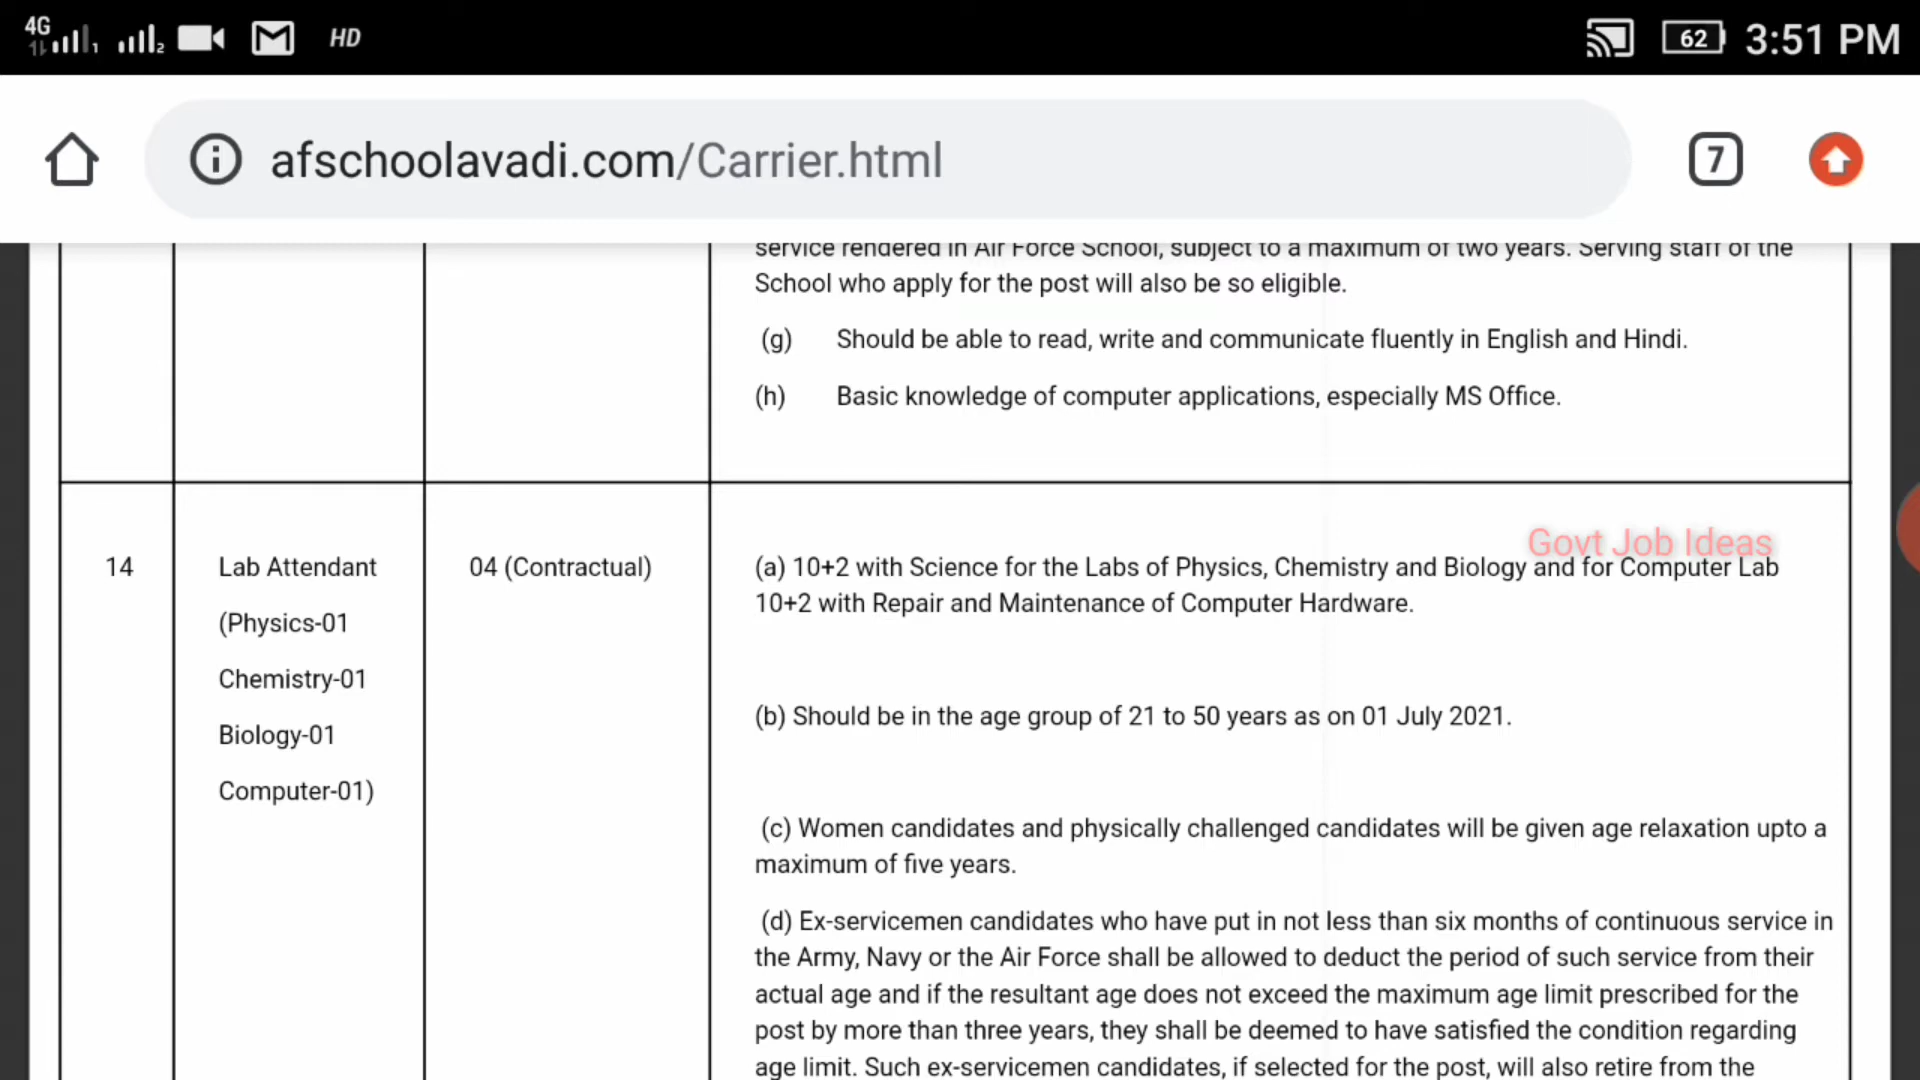 4G 1 2 HD 62 3:51 PM
afschoolavadi.com/Carrier.html 7
service rendered in Air Force School, subject to a maximum of two years. Serving staff of the
School who apply for the post will also be so eligible.
(g) Should be able to read, write and communicate fluently in English and Hindi.
(h) Basic knowledge of computer applications, especially MS Office.
Govt Job Ideas
14 Lab Attendant 04 (Contractual) (a) 10+2 with Science for the Labs of Physics, Chemistry and Biology and for Computer Lab
10+2 with Repair and Maintenance of Computer Hardware.
(Physics-01
Chemistry-01
(b) Should be in the age group of 21 to 50 years as on 01 July 2021.
Biology-01
Computer-01)
(c) Women candidates and physically challenged candidates will be given age relaxation upto a
maximum of five years.
(d) Ex-servicemen candidates who have put in not less than six months of continuous service in
the Army, Navy or the Air Force shall be allowed to deduct the period of such service from their
actual age and if the resultant age does not exceed the maximum age limit prescribed for the
post by more than three years, they shall be deemed to have satisfied the condition regarding
age limit. Such ex-servicemen candidates, if selected for the post, will also retire from the